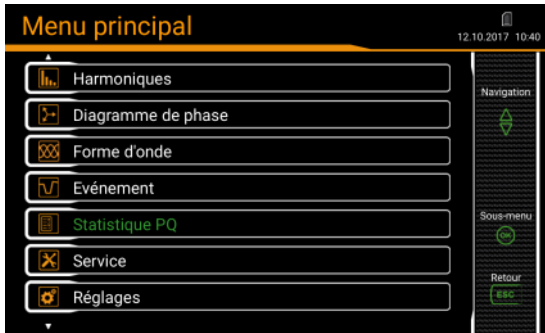 Menu principal
12.10.2017 10:40
Harmoniques
Navigation
Diagramme de phase
Forme d'onde
Evénement
Statistique PQ
Sous-menu
OK
Service
Retour
ESC
Réglages